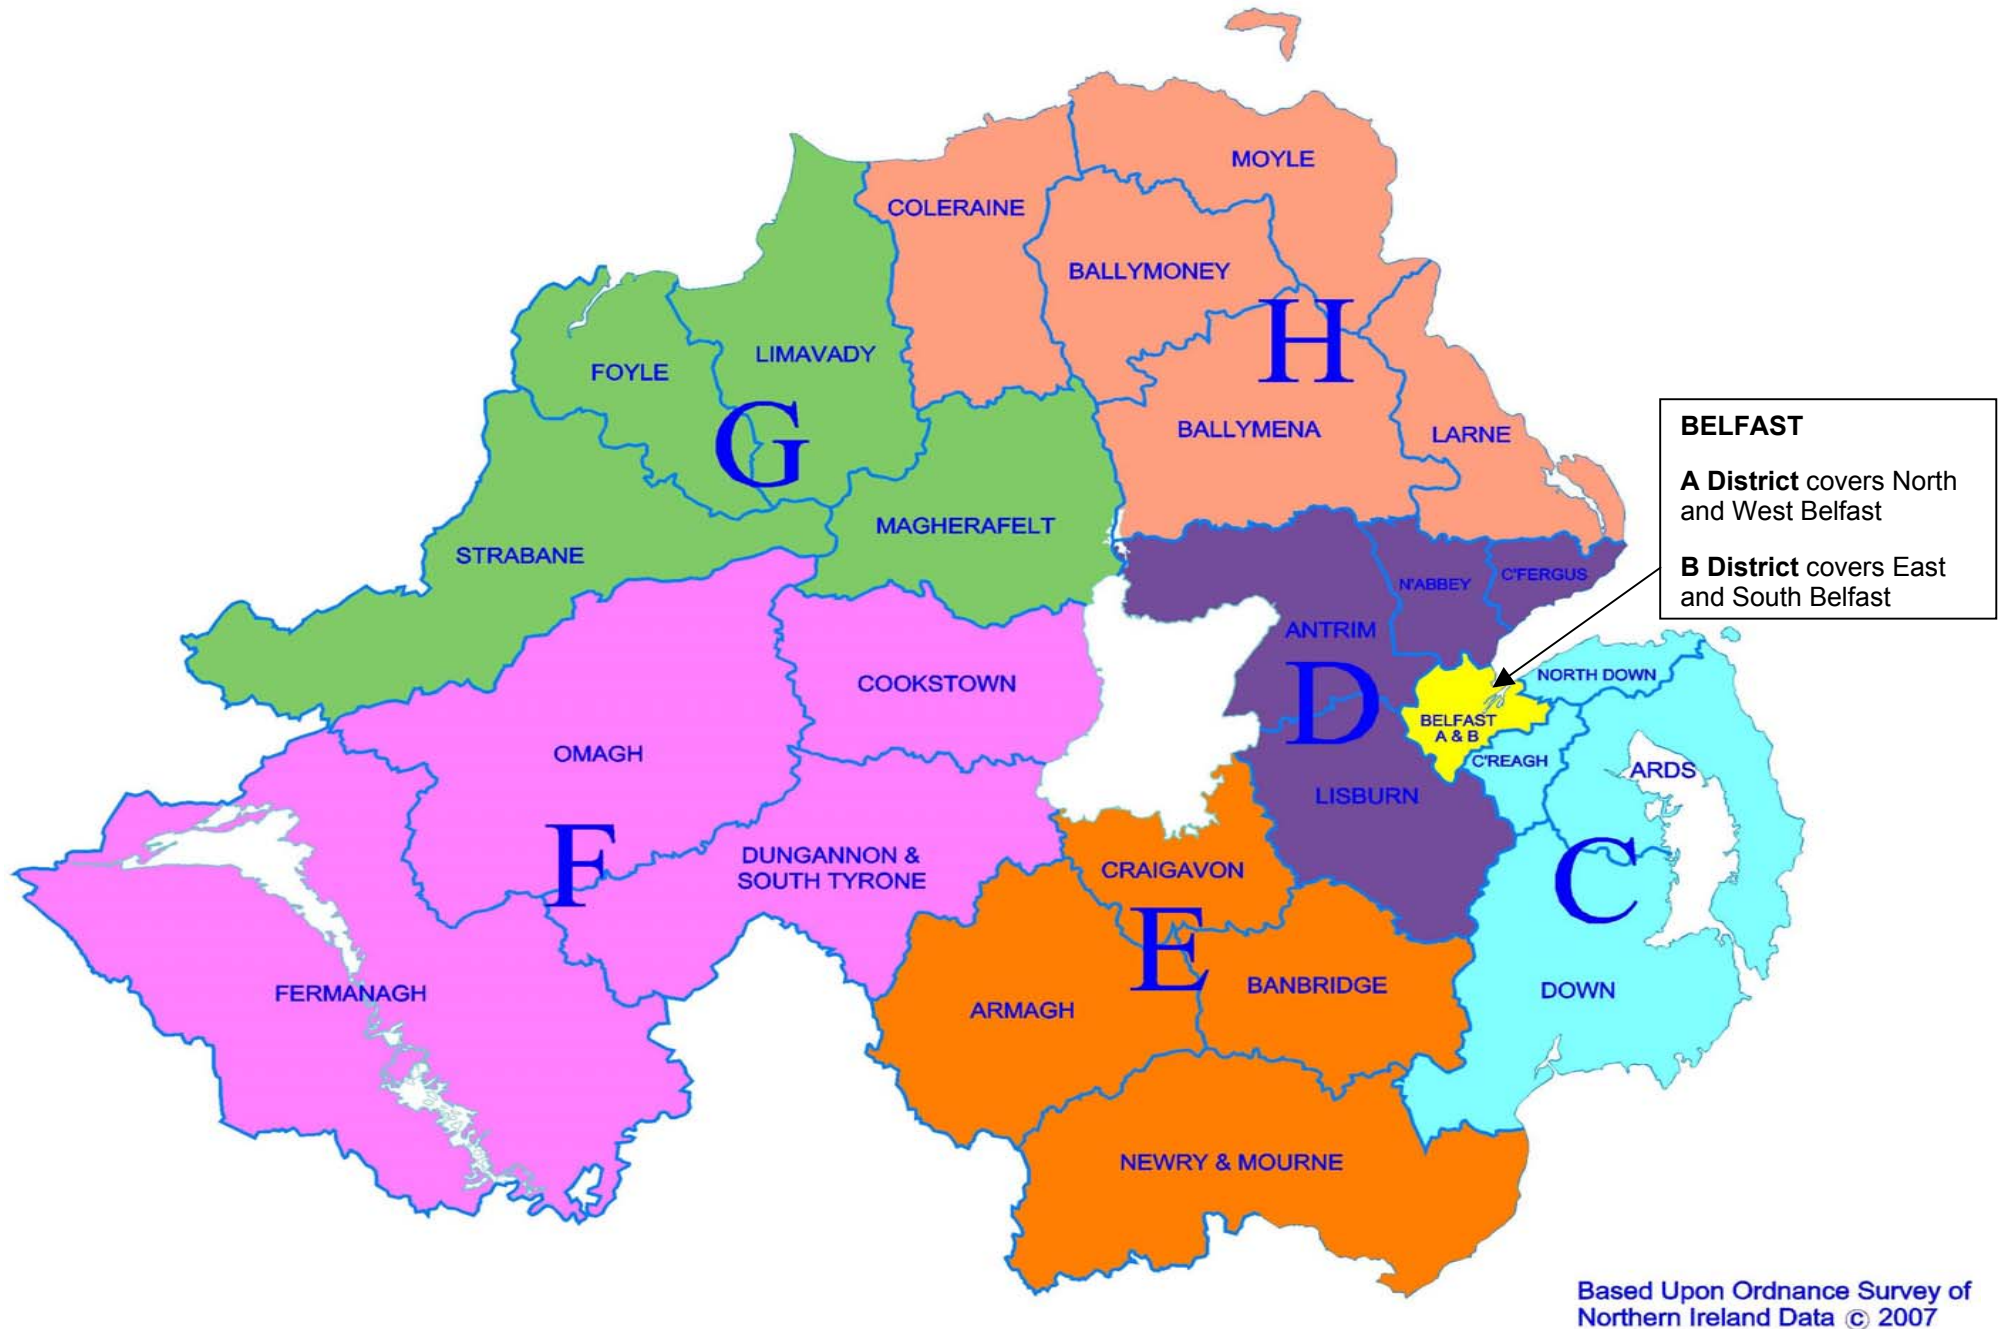 MOYLE
COLERAINE
BALLYMONEY
H
LIMAVADY
FOYLE
G
BALLYMENA
LARNE
BELFAST
A District covers North
and West Belfast
B District covers East
and South Belfast
MAGHERAFELT
STRABANE
N'ABBEY
C'FERGUS
ANTRIM
D
COOKSTOWN
NORTH DOWN
BELFAST
A & B
C'REAGH
ARDS
OMAGH
LISBURN
F
DUNGANNON &
SOUTH TYRONE
CRAIGAVON
C
E
FERMANAGH
ARMAGH
BANBRIDGE
DOWN
NEWRY & MOURNE
Based Upon Ordnance Survey of
Northern Ireland Data © 2007